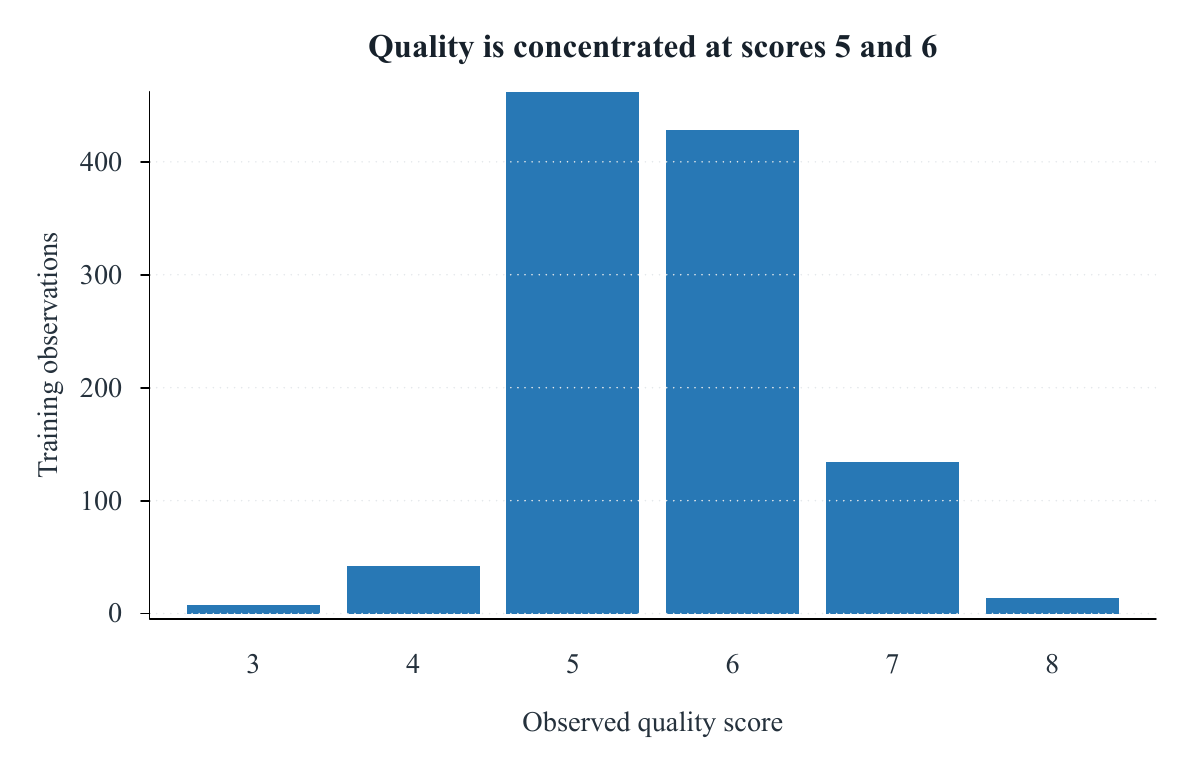 Quality is concentrated at scores 5 and 6
Training observations
400
300
200
100
0
3 4 5 6 7 8
Observed quality score